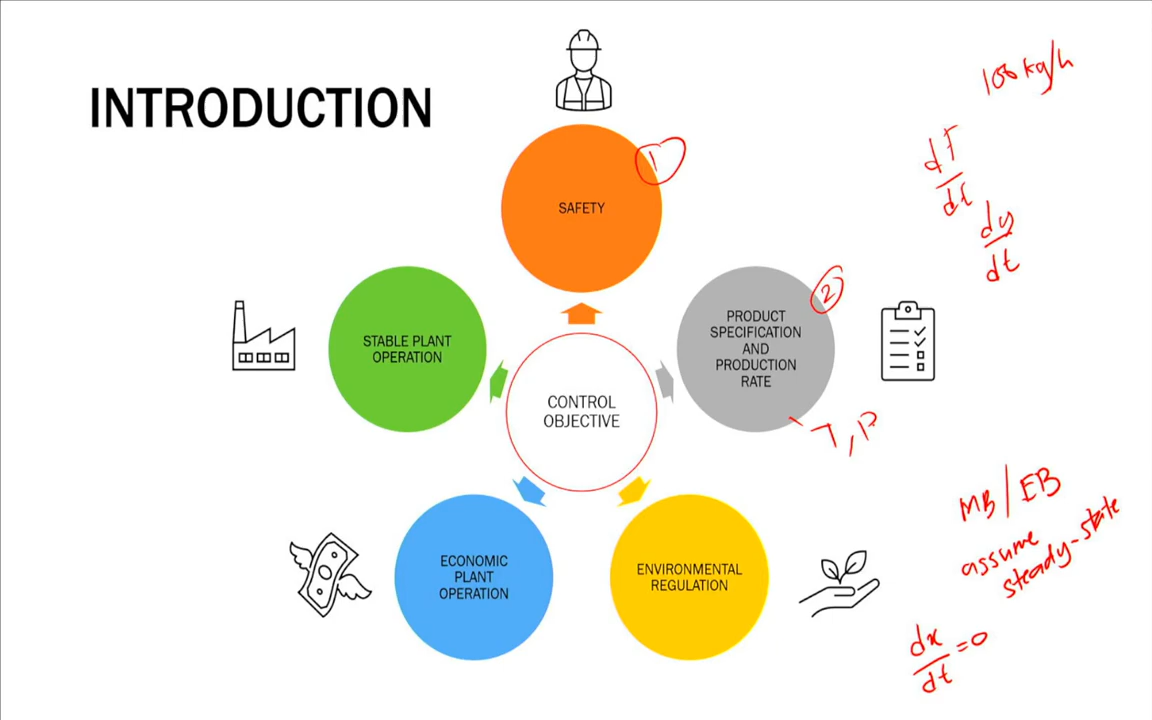 INTRODUCTION
100 kg/h
1
SAFETY
dT
dt
dy
dt
2
STABLE PLANT
OPERATION
PRODUCT
SPECIFICATION
AND
PRODUCTION
RATE
CONTROL
OBJECTIVE
T, P
MB / EB
assume
steady-state
ECONOMIC
PLANT
OPERATION
ENVIRONMENTAL
REGULATION
dx
dt
=0